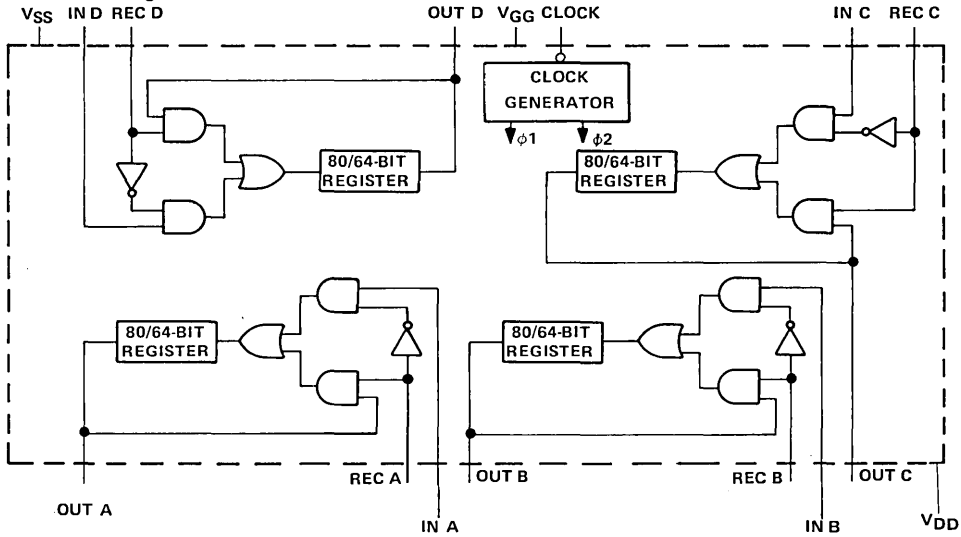 VSS IN D REC D OUT D VGG CLOCK IN C REC C
CLOCK
GENERATOR
ϕ1 ϕ2
80/64-BIT
REGISTER
80/64-BIT
REGISTER
80/64-BIT
REGISTER
80/64-BIT
REGISTER
OUT A REC A IN A OUT B REC B IN B OUT C VDD